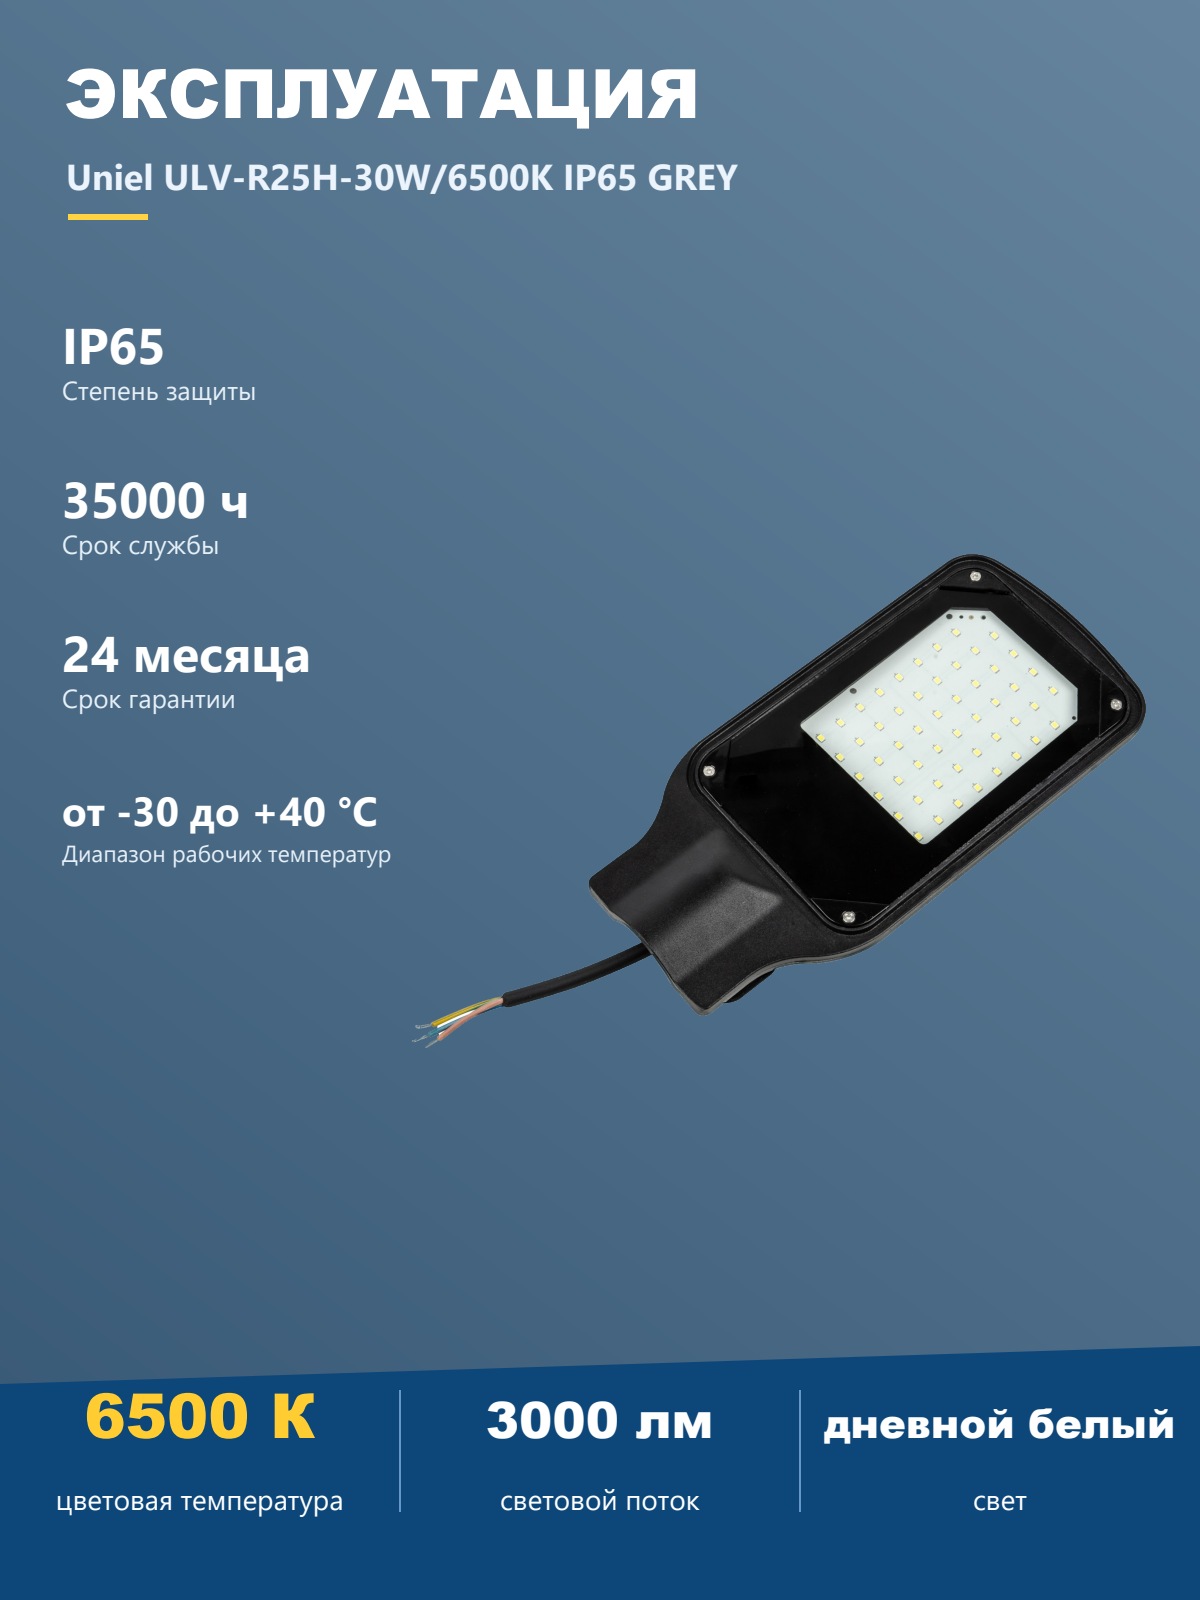 ЭКСПЛУАТАЦИЯ
Uniel ULV-R25H-30W/6500K IP65 GREY
IP65
Степень защиты
35000 ч
Срок службы
24 месяца
Срок гарантии
от -30 до +40 °C
Диапазон рабочих температур
6500 К
цветовая температура
3000 лм
световой поток
дневной белый
свет